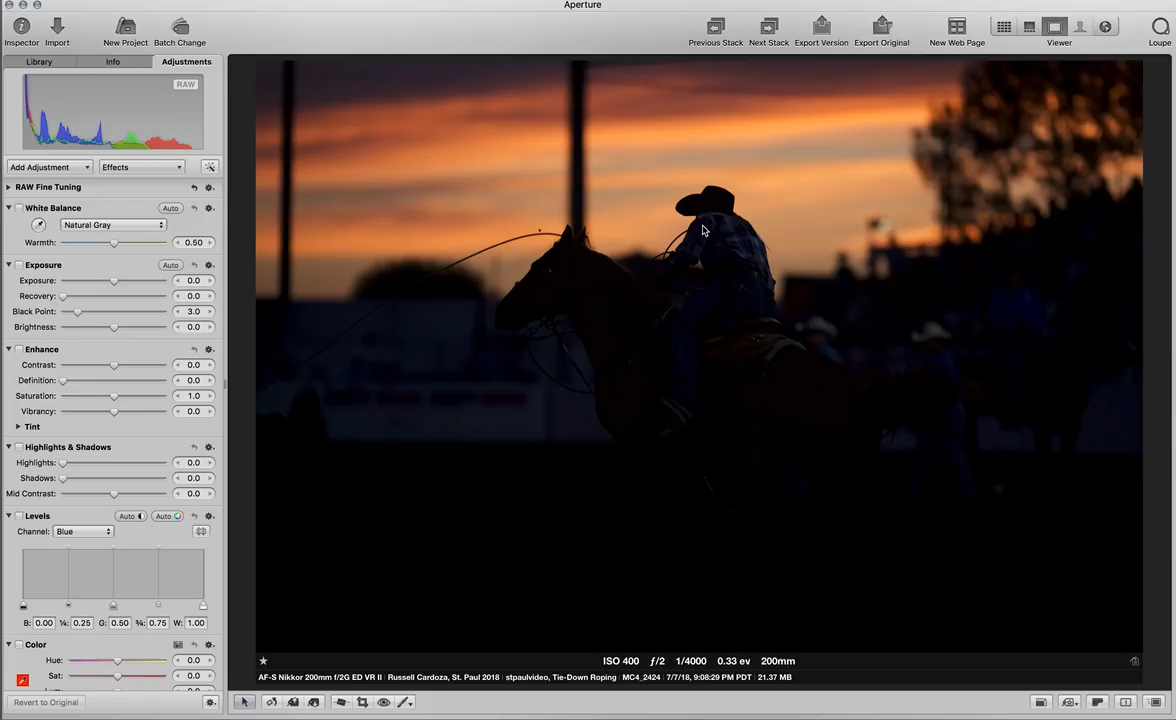 Aperture
Inspector Import New Project Batch Change Previous Stack Next Stack Export Version Export Original New Web Page Viewer Loupe
Library Info Adjustments
RAW
Add Adjustment Effects
RAW Fine Tuning
White Balance Auto
Natural Gray
Warmth: 0.50
Exposure Auto
Exposure: 0.0
Recovery: 0.0
Black Point: 3.0
Brightness: 0.0
Enhance
Contrast: 0.0
Definition: 0.0
Saturation: 1.0
Vibrancy: 0.0
Tint
Highlights & Shadows
Highlights: 0.0
Shadows: 0.0
Mid Contrast: 0.0
Levels Auto Auto
Channel: Blue
B: 0.00 ¼: 0.25 G: 0.50 ¾: 0.75 W: 1.00
Color
Hue: 0.0
Sat: 0.0
Revert to Original
ISO 400 ƒ/2 1/4000 0.33 ev 200mm
AF-S Nikkor 200mm f/2G ED VR II Russell Cardoza, St. Paul 2018 stpaulvideo, Tie-Down Roping MC4_2424 7/7/18, 9:08:29 PM PDT 21.37 MB